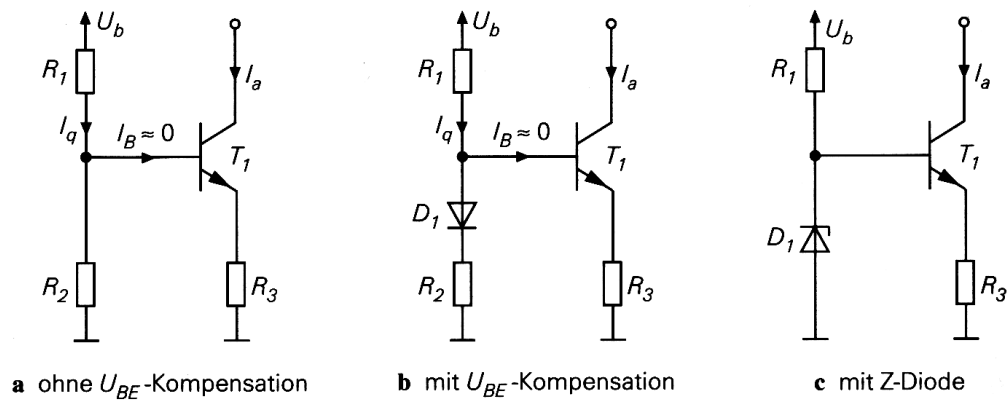 U_b
R_1
I_a
I_q
I_B ≈ 0
T_1
R_2
R_3
a ohne U_BE-Kompensation
U_b
R_1
I_a
I_q
I_B ≈ 0
T_1
D_1
R_2
R_3
b mit U_BE-Kompensation
U_b
R_1
I_a
T_1
D_1
R_3
c mit Z-Diode